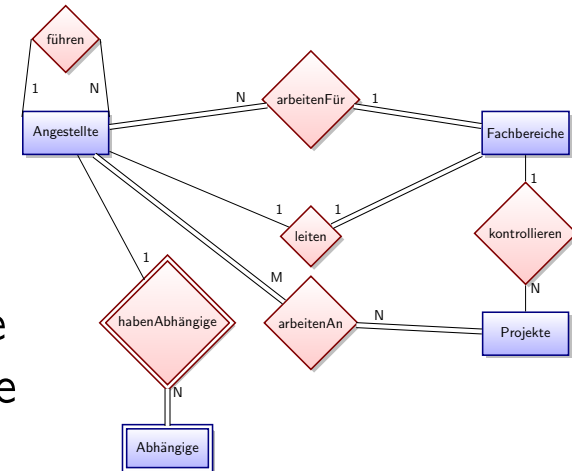 führen
1
N
Angestellte
N
arbeitenFür
1
Fachbereiche
1
1
leiten
1
kontrollieren
N
1
M
habenAbhängige
arbeitenAn
N
Projekte
N
Abhängige
e
e